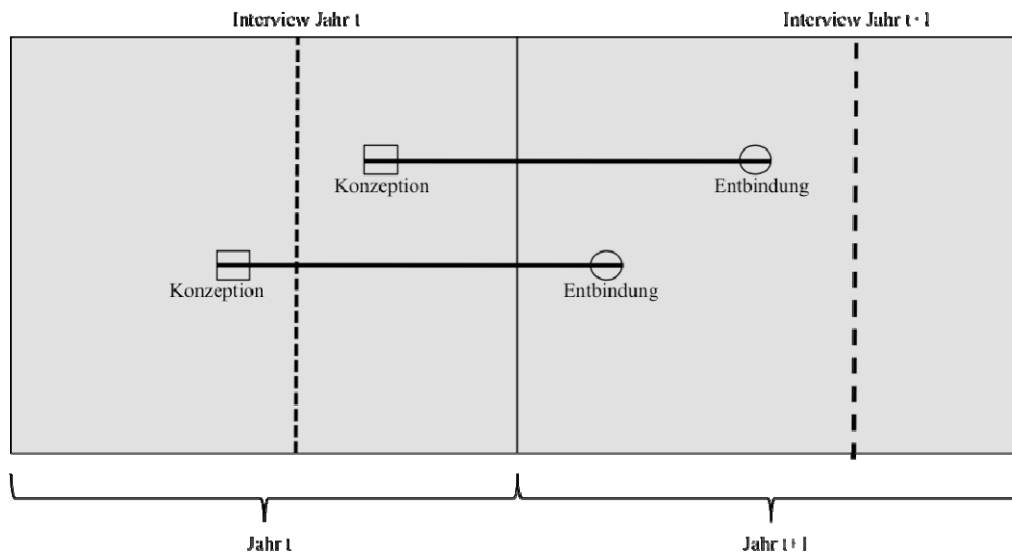 Interview Jahr t
Interview Jahr t+1
Konzeption
Entbindung
Konzeption
Entbindung
Jahr t
Jahr t+1